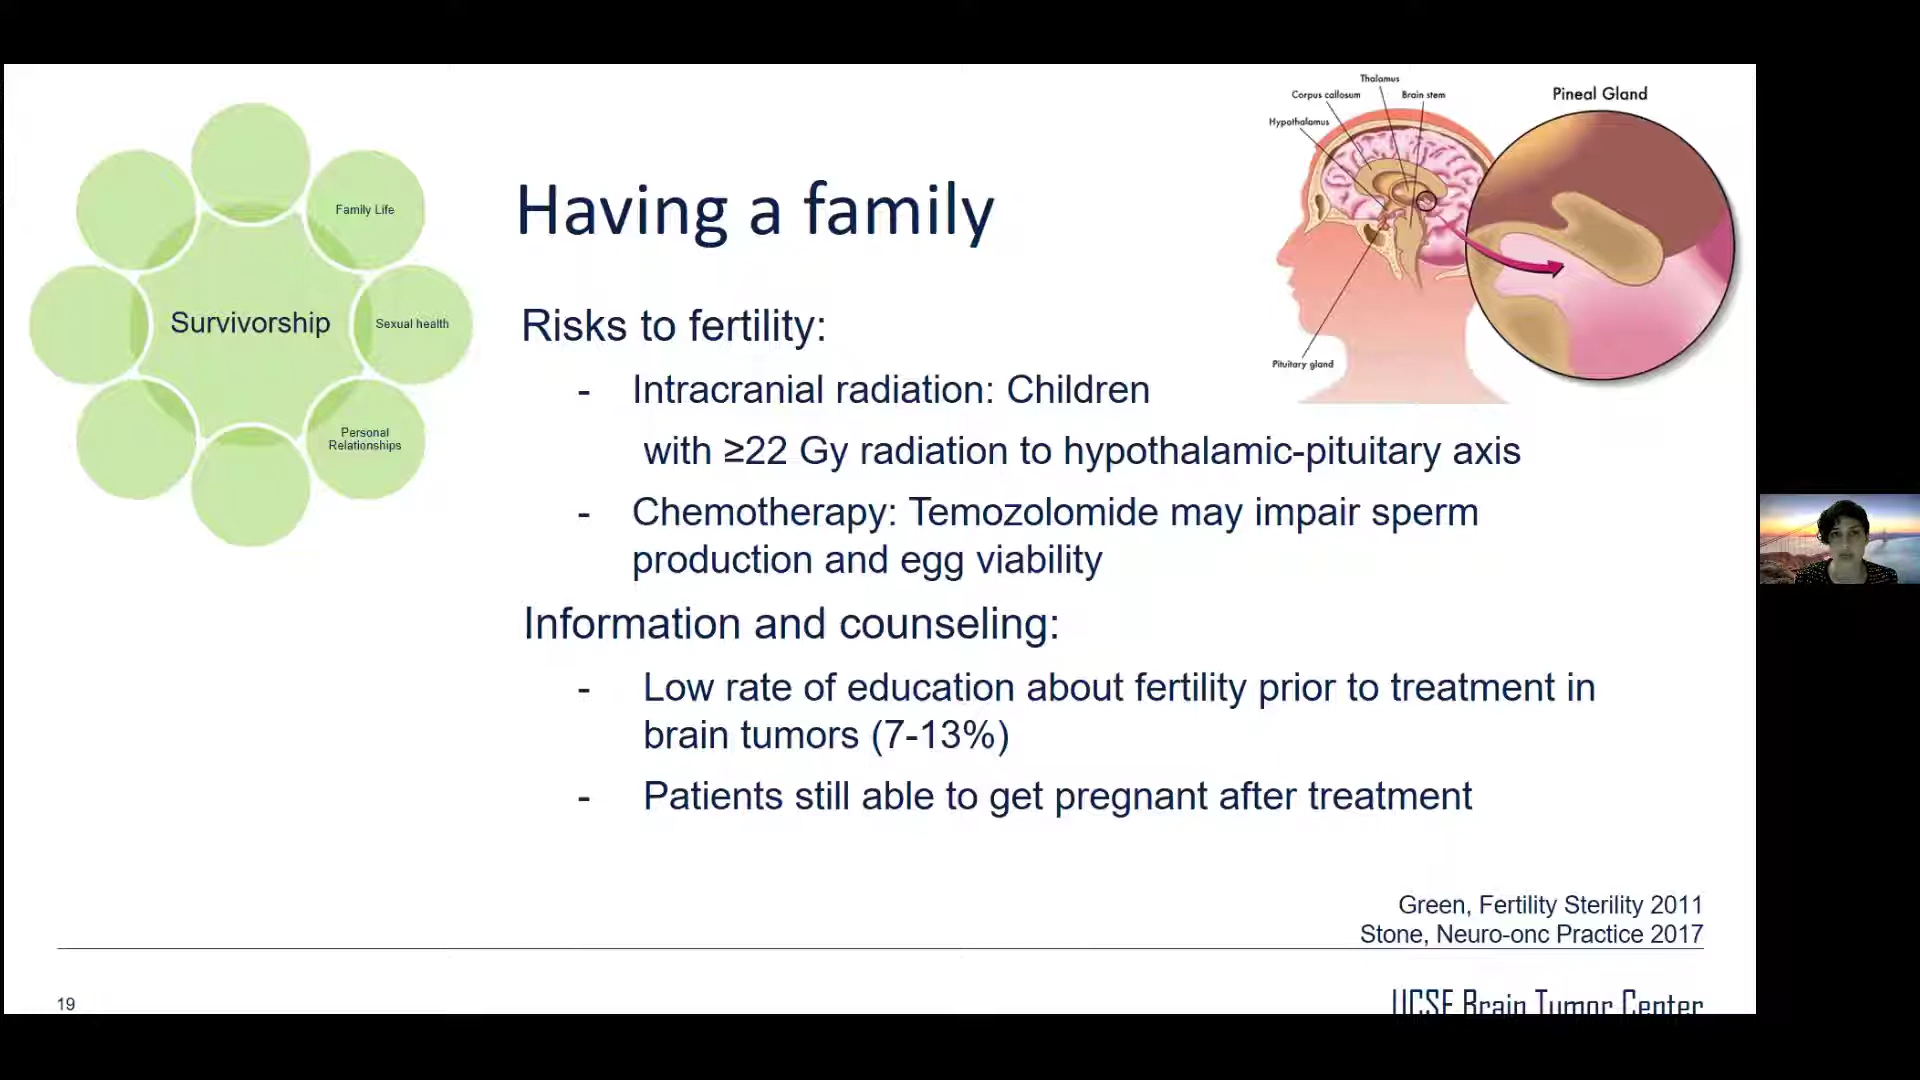 Thalamus
Corpus callosum
Brain stem
Hypothalamus
Pituitary gland
Pineal Gland
Family Life
Survivorship
Sexual health
Personal
Relationships
Having a family
Risks to fertility:
- Intracranial radiation: Children
with ≥22 Gy radiation to hypothalamic-pituitary axis
- Chemotherapy: Temozolomide may impair sperm
production and egg viability
Information and counseling:
- Low rate of education about fertility prior to treatment in
brain tumors (7-13%)
- Patients still able to get pregnant after treatment
Green, Fertility Sterility 2011
Stone, Neuro-onc Practice 2017
19
UCSF Brain Tumor Center